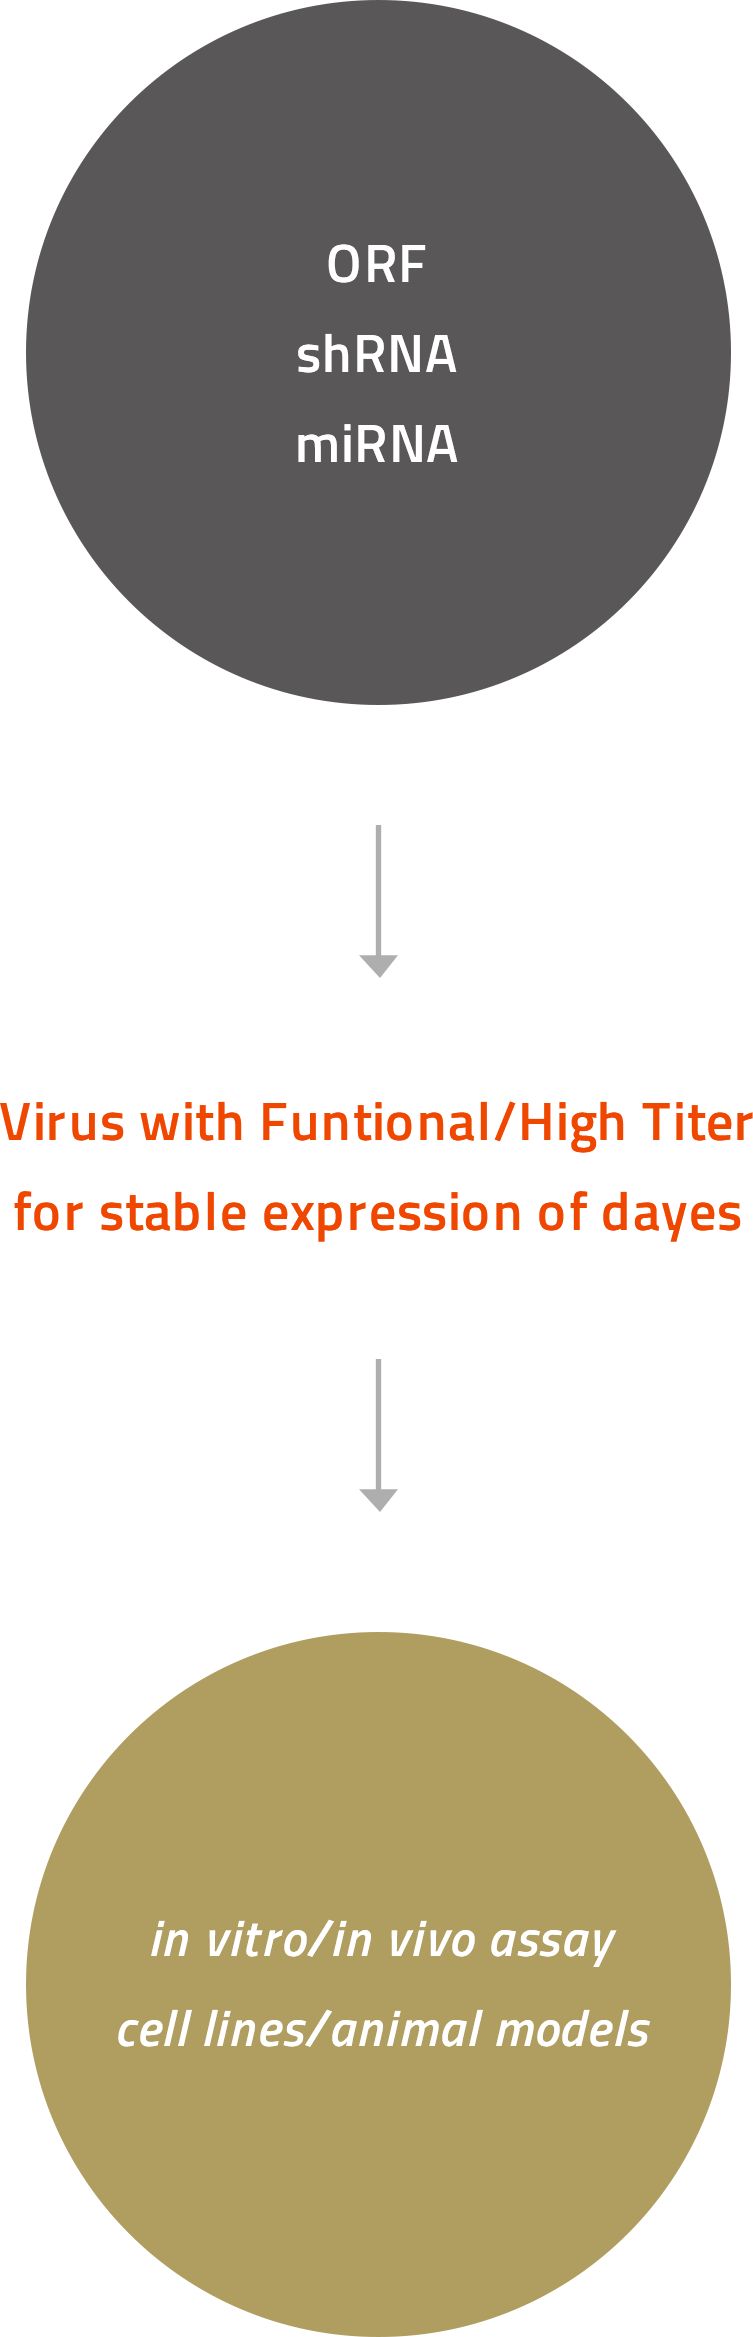 ORF
shRNA
miRNA
Virus with Funtional/High Titer
for stable expression of dayes
in vitro/in vivo assay
cell lines/animal models